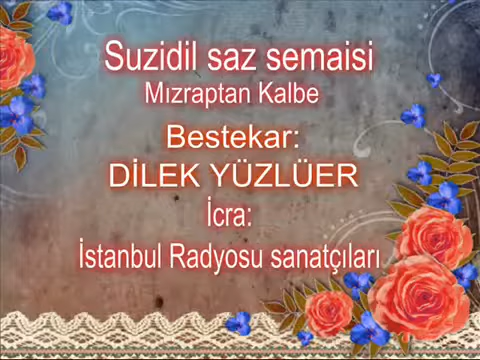 Suzidil saz semaisi
Mızraptan Kalbe
Bestekar:
DİLEK YÜZLÜER
İcra:
İstanbul Radyosu sanatçıları